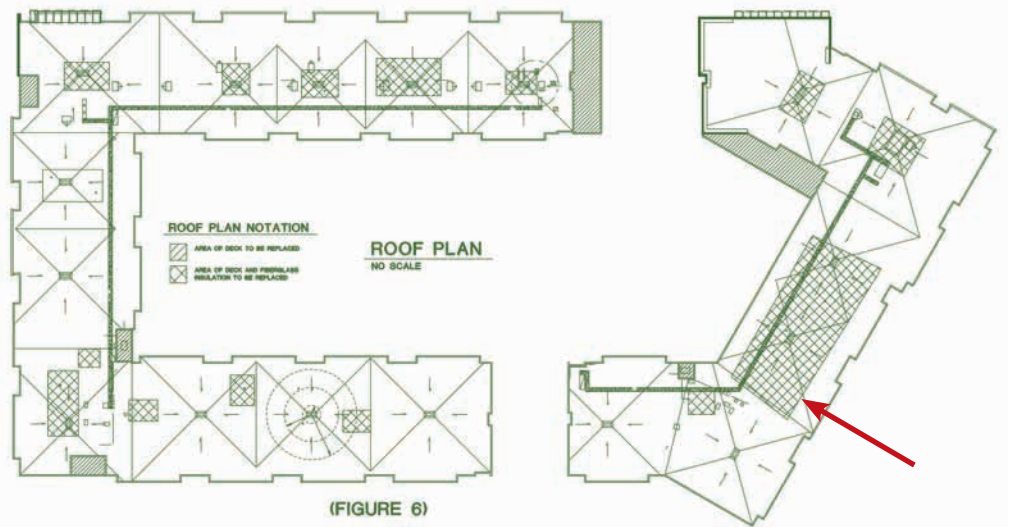 ROOF PLAN NOTATION
AREA OF DECK TO BE REPLACED
AREA OF DECK AND FIBERGLASS
INSULATION TO BE REPLACED
ROOF PLAN
NO SCALE
(FIGURE 6)